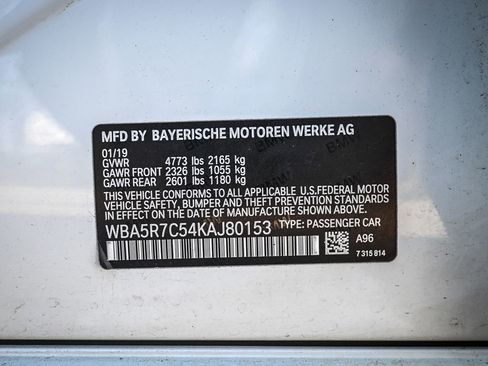 MFD BY BAYERISCHE MOTOREN WERKE AG
01/19
GVWR 4773 lbs 2165 kg
GAWR FRONT 2326 lbs 1055 kg
GAWR REAR 2601 lbs 1180 kg
THIS VEHICLE CONFORMS TO ALL APPLICABLE U.S.FEDERAL MOTOR
VEHICLE SAFETY, BUMPER AND THEFT PREVENTION STANDARDS
IN EFFECT ON THE DATE OF MANUFACTURE SHOWN ABOVE.
WBA5R7C54KAJ80153 TYPE: PASSENGER CAR
A96
7 315 814